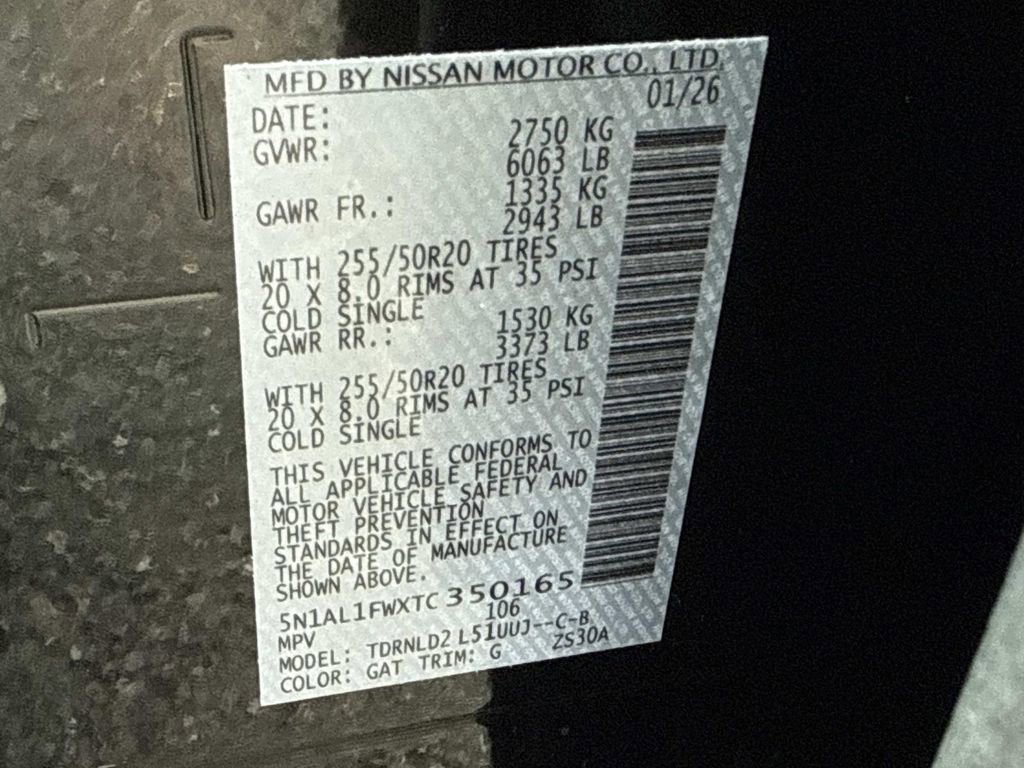 MFD BY NISSAN MOTOR CO., LTD.
DATE: 01/26
GVWR: 2750 KG
6063 LB
GAWR FR.: 1335 KG
2943 LB
WITH 255/50R20 TIRES
20 X 8.0 RIMS AT 35 PSI
COLD SINGLE
GAWR RR.: 1530 KG
3373 LB
WITH 255/50R20 TIRES
20 X 8.0 RIMS AT 35 PSI
COLD SINGLE
THIS VEHICLE CONFORMS TO
ALL APPLICABLE FEDERAL
MOTOR VEHICLE SAFETY AND
THEFT PREVENTION
STANDARDS IN EFFECT ON
THE DATE OF MANUFACTURE
SHOWN ABOVE.
5N1AL1FWXTC350165
MPV 106
MODEL: TDRNLD2 L51UUJ--C-B
COLOR: GAT TRIM: G ZS30A